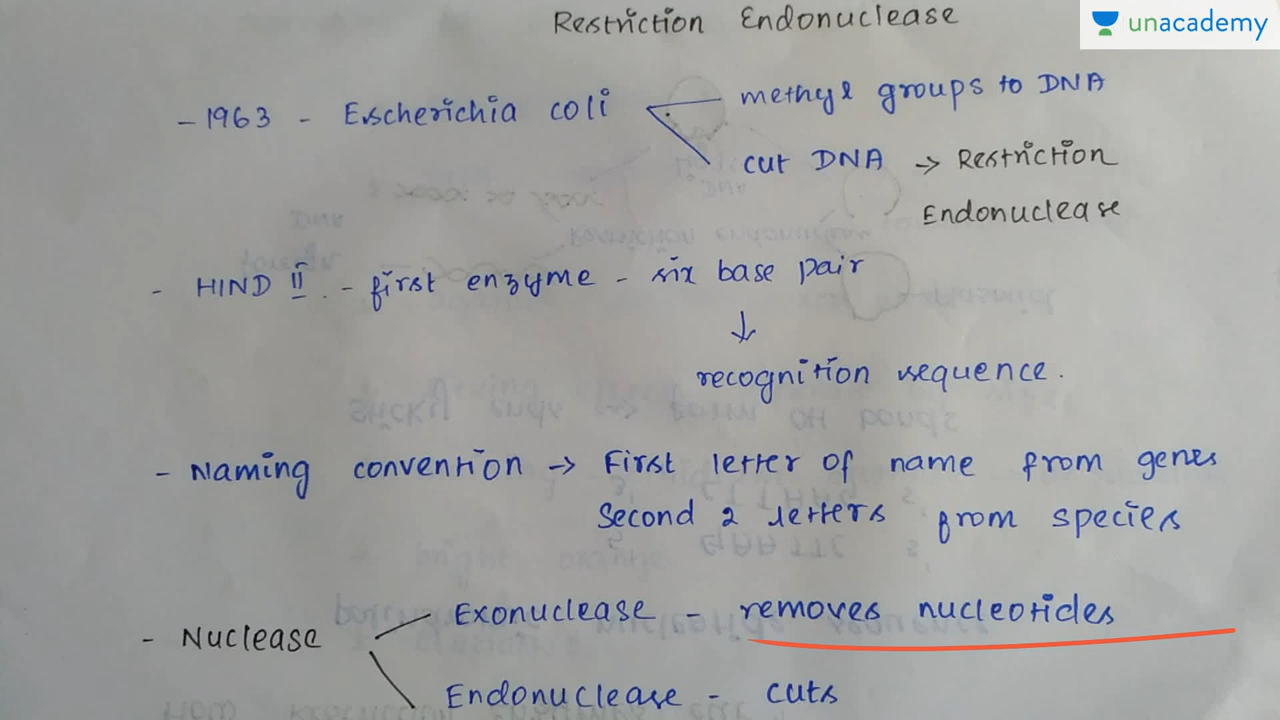 Restriction Endonuclease
unacademy
- 1963 - Escherichia coli
methyl groups to DNA
cut DNA → Restriction
Endonuclease
- HIND II - first enzyme - six base pair
↓
recognition sequence.
- Naming convention → First letter of name from genes
Second 2 letters from species
- Nuclease
Exonuclease - removes nucleotides
Endonuclease - cuts